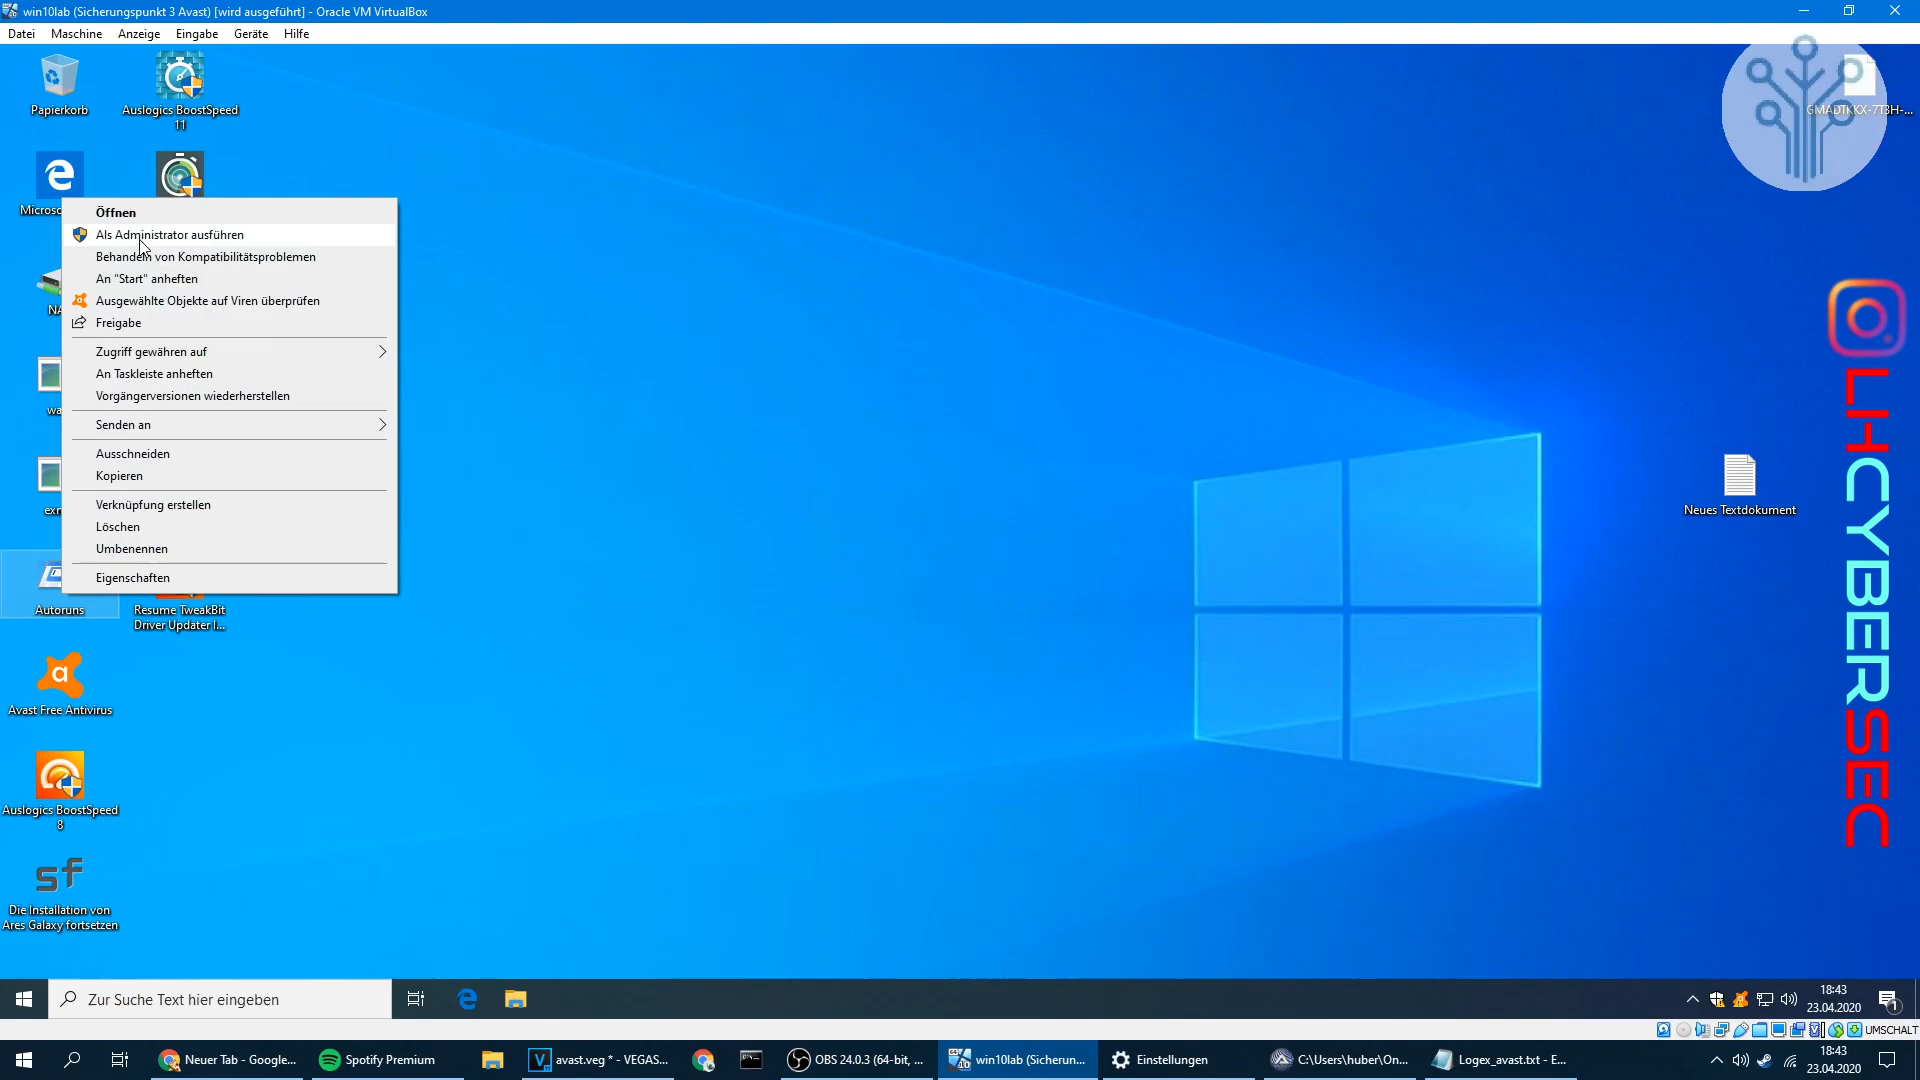 win10lab (Sicherungspunkt 3 Avast) [wird ausgeführt] - Oracle VM VirtualBox
Datei Maschine Anzeige Eingabe Geräte Hilfe
Papierkorb
Auslogics BoostSpeed
11
Öffnen
Als Administrator ausführen
Behandeln von Kompatibilitätsproblemen
An "Start" anheften
Ausgewählte Objekte auf Viren überprüfen
Freigabe
Zugriff gewähren auf
An Taskleiste anheften
Vorgängerversionen wiederherstellen
Senden an
Ausschneiden
Kopieren
Verknüpfung erstellen
Löschen
Umbenennen
Eigenschaften
Autoruns
Resume TweakBit
Driver Updater I...
a
Avast Free Antivirus
Auslogics BoostSpeed
8
sf
Die Installation von
Ares Galaxy fortsetzen
GMADTKKX-7T3H-...
Neues Textdokument
LIHCYBERSEC
Zur Suche Text hier eingeben
18:43
23.04.2020
1
UMSCHALT
Neuer Tab - Google...
Spotify Premium
V
avast.veg * - VEGAS...
OBS 24.0.3 (64-bit, ...
win10lab (Sicherun...
Einstellungen
C:\Users\huber\On...
Logex_avast.txt - E...
18:43
23.04.2020